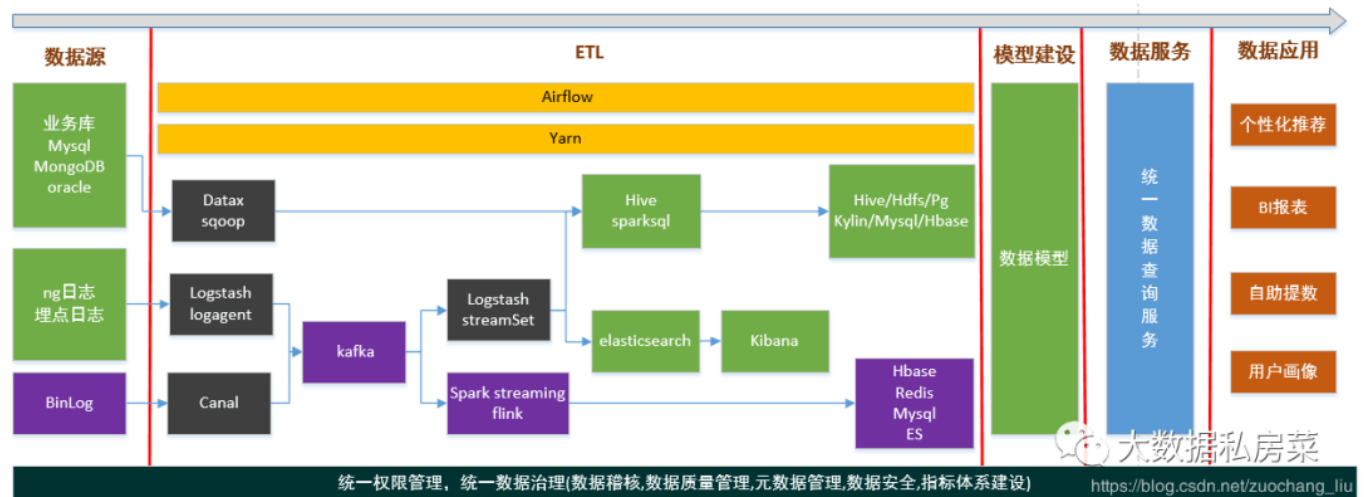 数据源
ETL
模型建设
数据服务
数据应用
业务库
Mysql
MongoDB
oracle
ng日志
埋点日志
BinLog
Airflow
Yarn
Datax
sqoop
Logstash
logagent
Canal
kafka
Logstash
streamSet
Spark streaming
flink
Hive
sparksql
elasticsearch
Kibana
Hive/Hdfs/Pg
Kylin/Mysql/Hbase
Hbase
Redis
Mysql
ES
数据模型
统
一
数
据
查
询
服
务
个性化推荐
BI报表
自助提数
用户画像
大数据私房菜
统一权限管理，统一数据治理(数据稽核,数据质量管理,元数据管理,数据安全,指标体系建设)
https://blog.csdn.net/zuochang_liu